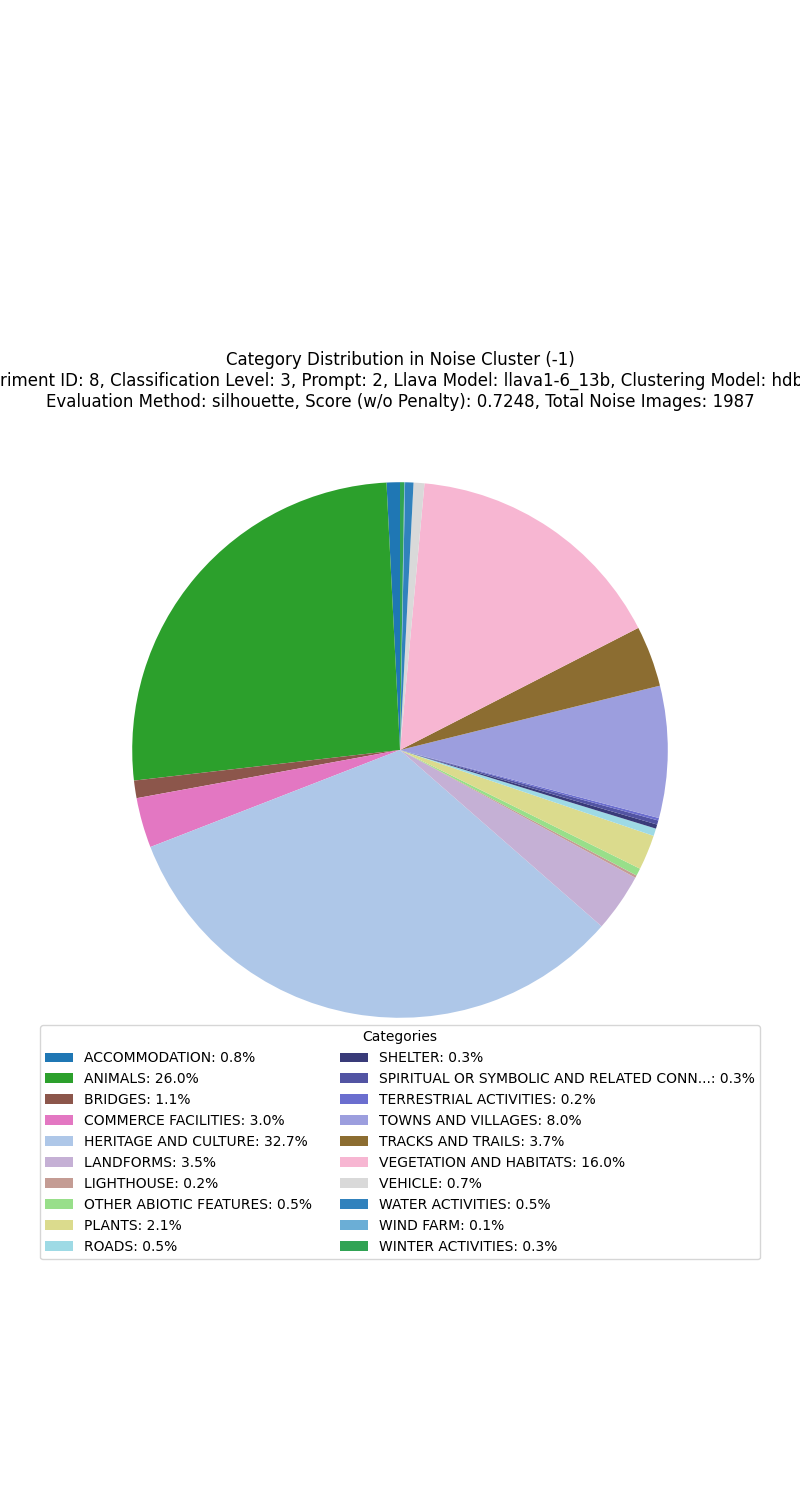 Category Distribution in Noise Cluster (-1)
riment ID: 8, Classification Level: 3, Prompt: 2, Llava Model: llava1-6_13b, Clustering Model: hdb
Evaluation Method: silhouette, Score (w/o Penalty): 0.7248, Total Noise Images: 1987
Categories
ACCOMMODATION: 0.8%
ANIMALS: 26.0%
BRIDGES: 1.1%
COMMERCE FACILITIES: 3.0%
HERITAGE AND CULTURE: 32.7%
LANDFORMS: 3.5%
LIGHTHOUSE: 0.2%
OTHER ABIOTIC FEATURES: 0.5%
PLANTS: 2.1%
ROADS: 0.5%
SHELTER: 0.3%
SPIRITUAL OR SYMBOLIC AND RELATED CONN...: 0.3%
TERRESTRIAL ACTIVITIES: 0.2%
TOWNS AND VILLAGES: 8.0%
TRACKS AND TRAILS: 3.7%
VEGETATION AND HABITATS: 16.0%
VEHICLE: 0.7%
WATER ACTIVITIES: 0.5%
WIND FARM: 0.1%
WINTER ACTIVITIES: 0.3%